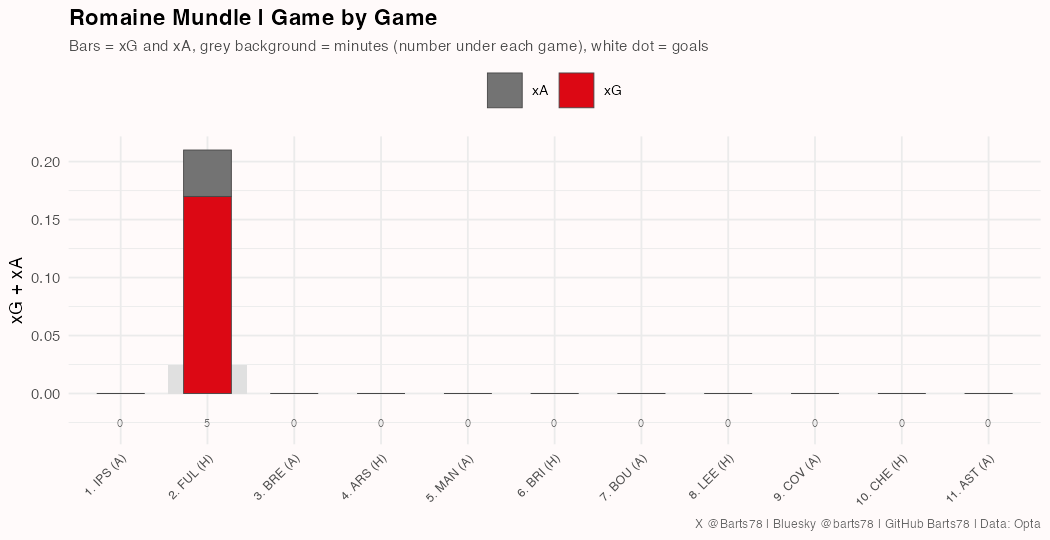 Romaine Mundle | Game by Game
Bars = xG and xA, grey background = minutes (number under each game), white dot = goals
xA xG
xG + xA
0.20
0.15
0.10
0.05
0.00
0 5 0 0 0 0 0 0 0 0 0
1. IPS (A) 2. FUL (H) 3. BRE (A) 4. ARS (H) 5. MAN (A) 6. BRI (H) 7. BOU (A) 8. LEE (H) 9. COV (A) 10. CHE (H) 11. AST (A)
X @Barts78 | Bluesky @barts78 | GitHub Barts78 | Data: Opta